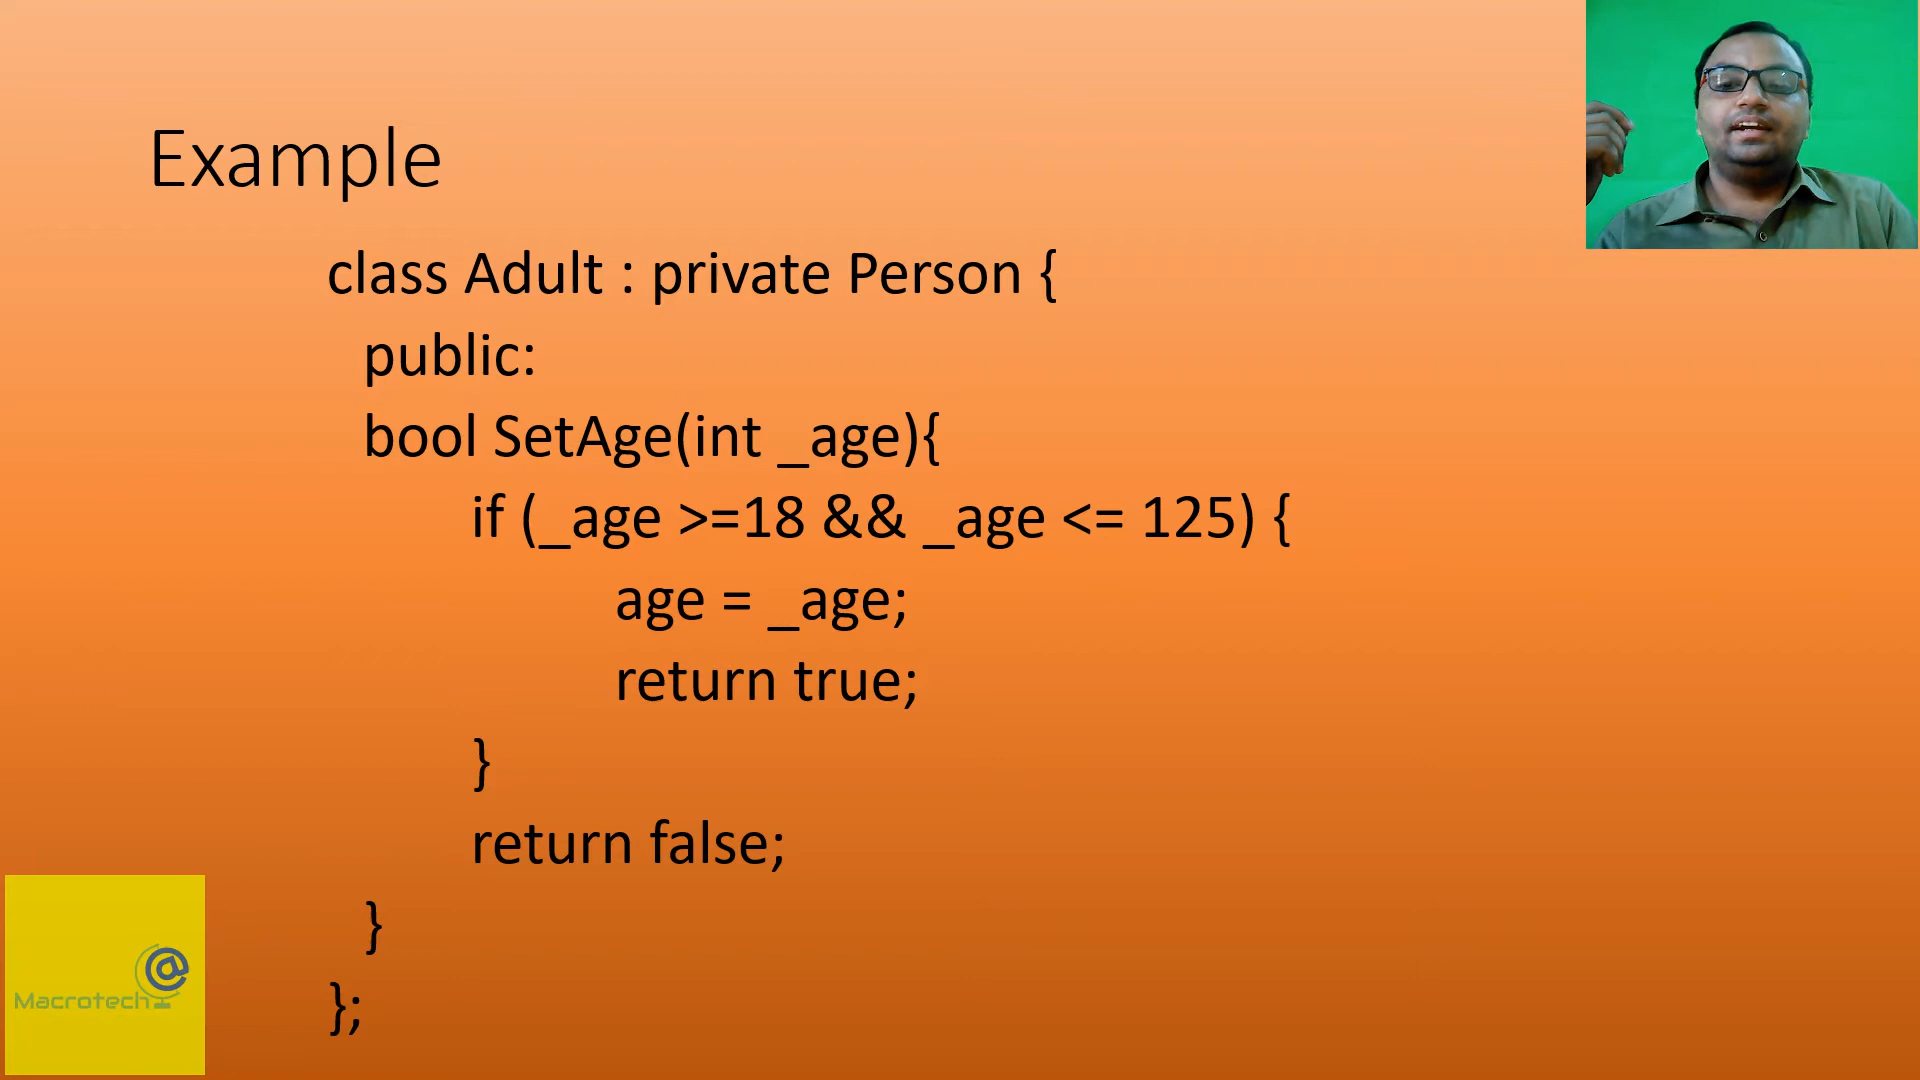 Example
class Adult : private Person {
public:
bool SetAge(int _age){
if (_age >=18 && _age <= 125) {
age = _age;
return true;
}
return false;
}
};
@
Macrotech